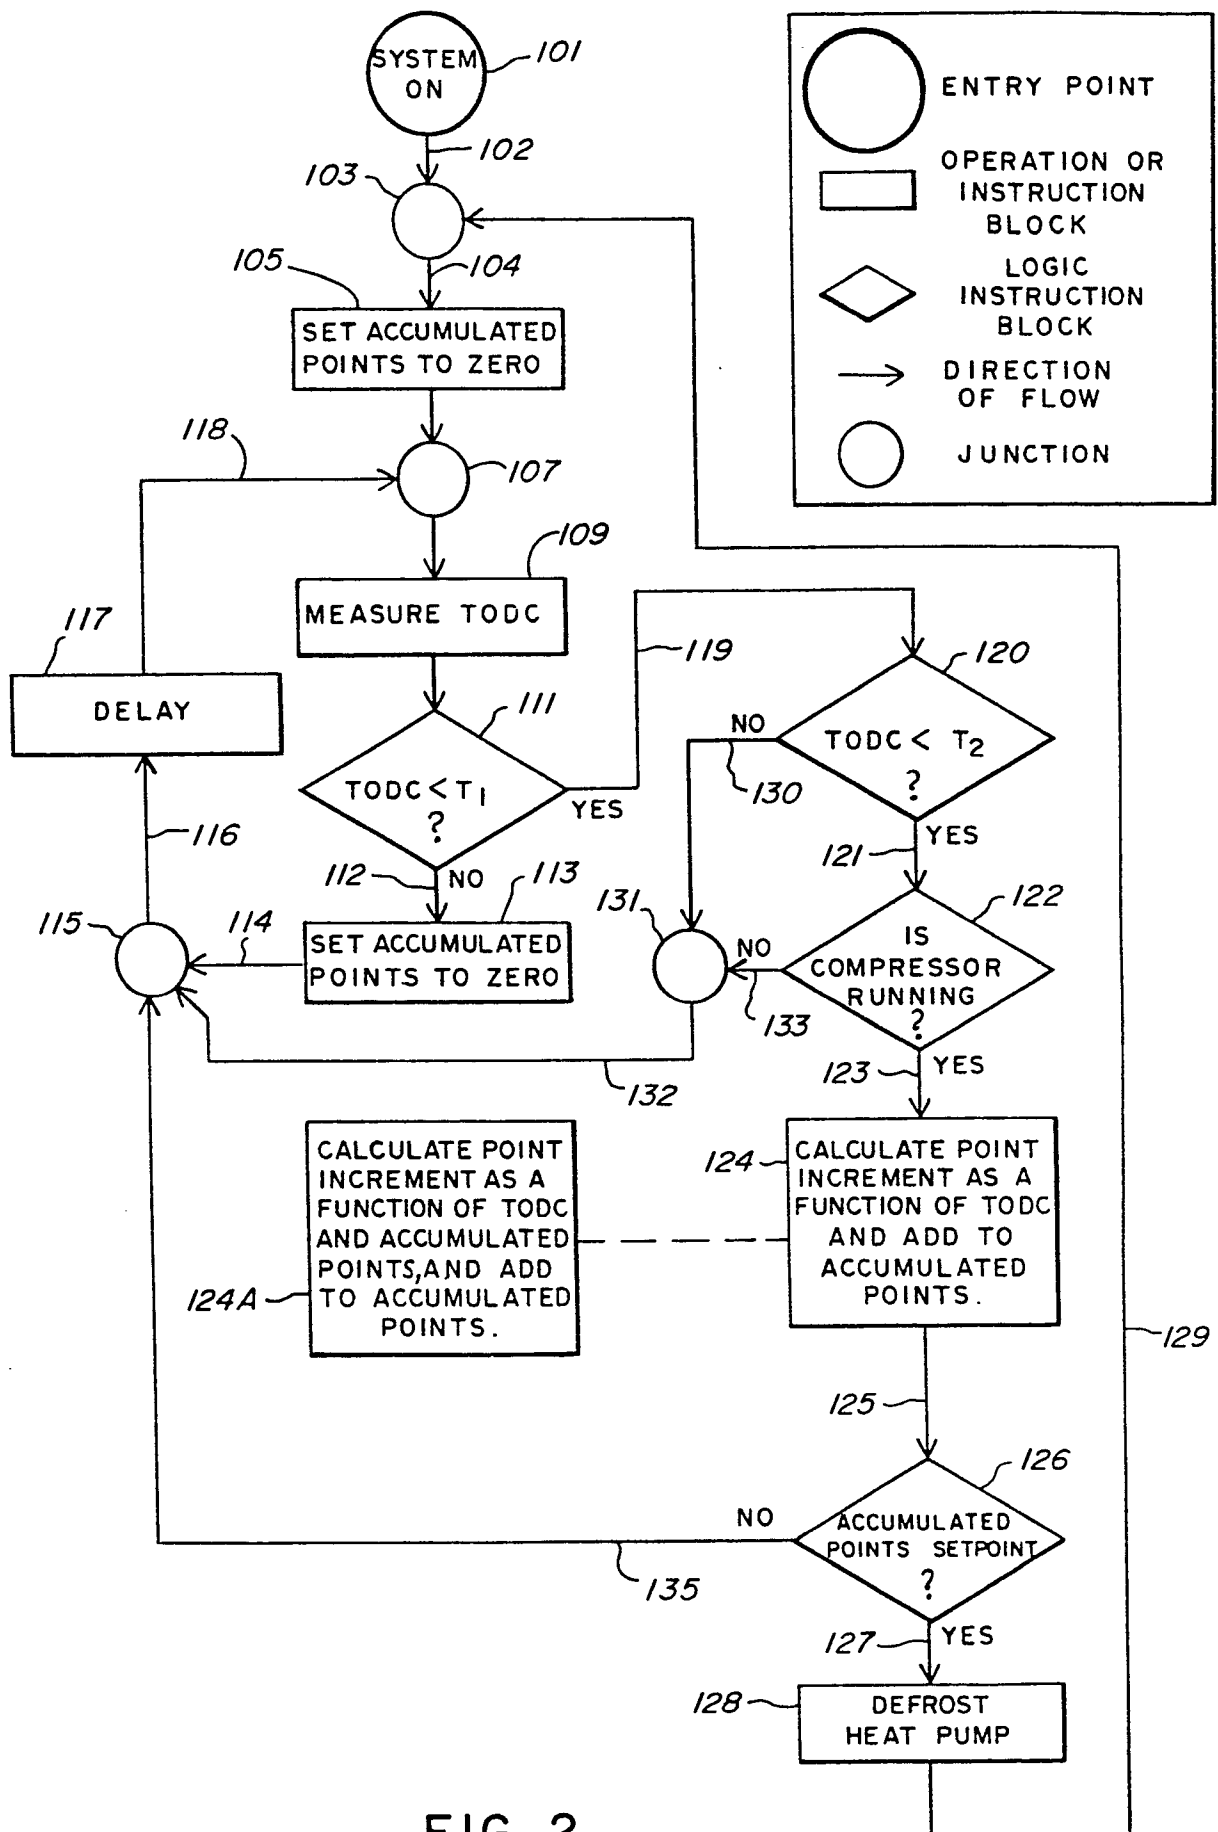 SYSTEM
ON
101
102
103
104
105
SET ACCUMULATED
POINTS TO ZERO
118
107
109
MEASURE TODC
117
DELAY
111
TODC < T1
?
YES
119
120
TODC < T2
?
NO
130
YES
121
116
112
NO
113
SET ACCUMULATED
POINTS TO ZERO
114
115
131
NO
133
122
IS
COMPRESSOR
RUNNING
?
123
YES
132
124A
CALCULATE POINT
INCREMENT AS A
FUNCTION OF TODC
AND ACCUMULATED
POINTS, AND ADD
TO ACCUMULATED
POINTS.
124
CALCULATE POINT
INCREMENT AS A
FUNCTION OF TODC
AND ADD TO
ACCUMULATED
POINTS.
129
125
126
NO
ACCUMULATED
POINTS SETPOINT
?
135
127
YES
128
DEFROST
HEAT PUMP
ENTRY POINT
OPERATION OR
INSTRUCTION
BLOCK
LOGIC
INSTRUCTION
BLOCK
DIRECTION
OF FLOW
JUNCTION
FIG. 2